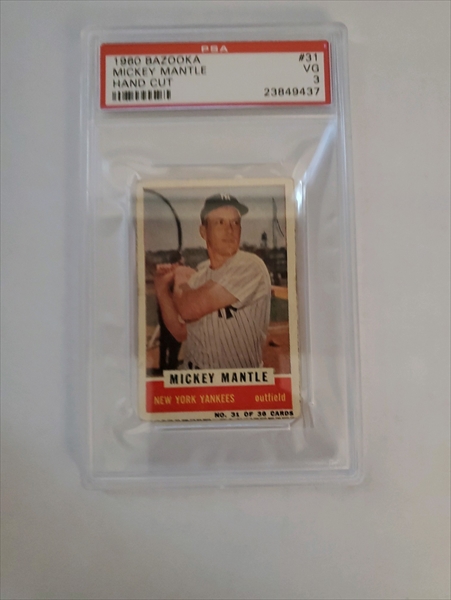 PSA
1960 BAZOOKA #31
MICKEY MANTLE VG
HAND CUT 3
23849437
NY
MICKEY MANTLE
NEW YORK YANKEES outfield
NO. 31 OF 36 CARDS